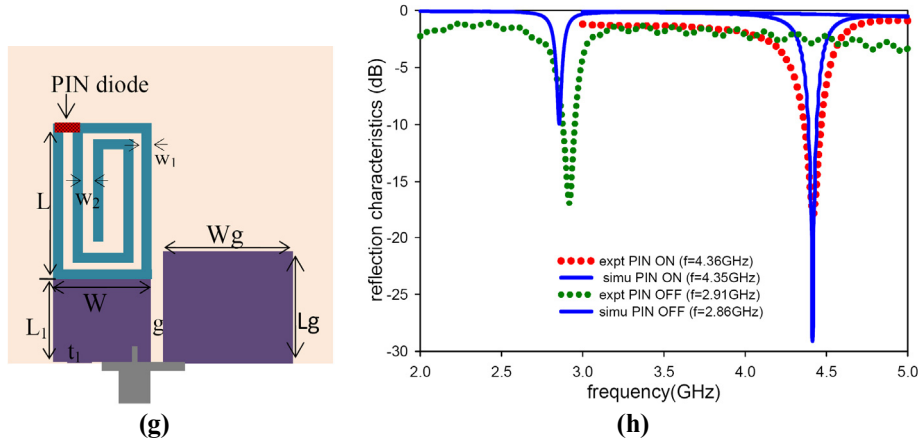 PIN diode
w1
L
w2
Wg
W
L1
g
Lg
t1
(g)
reflection characteristics (dB)
0
-5
-10
-15
-20
-25
-30
expt PIN ON (f=4.36GHz)
simu PIN ON (f=4.35GHz)
expt PIN OFF (f=2.91GHz)
simu PIN OFF (f=2.86GHz)
2.0 2.5 3.0 3.5 4.0 4.5 5.0
frequency(GHz)
(h)